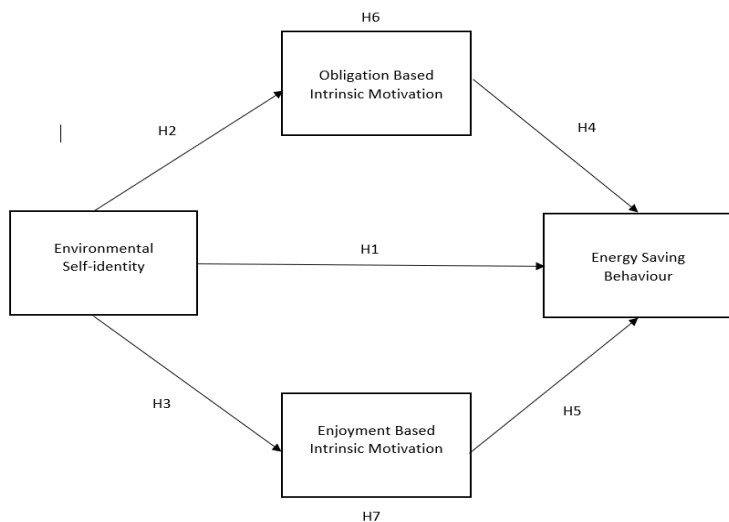 H6
Obligation Based
Intrinsic Motivation
H2
H4
Environmental
Self-identity
H1
Energy Saving
Behaviour
H3
Enjoyment Based
Intrinsic Motivation
H5
H7